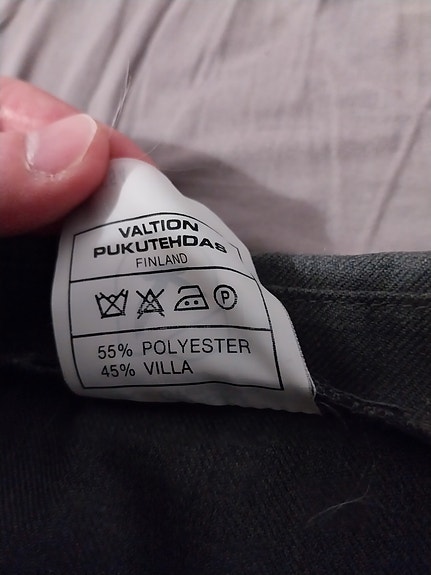 VALTION
PUKUTEHDAS
FINLAND
P
55% POLYESTER
45% VILLA